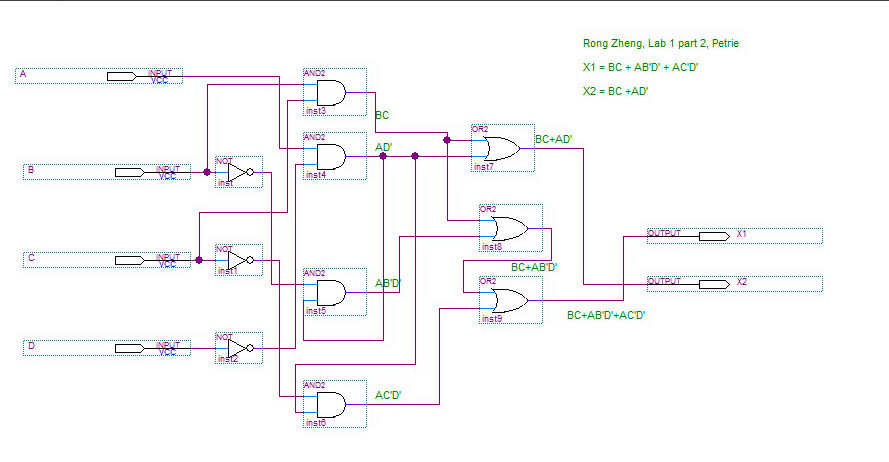 Rong Zheng, Lab 1 part 2, Petrie
X1 = BC + AB'D' + AC'D'
X2 = BC +AD'
A
INPUT
VCC
AND2
inst3
BC
AND2
AD'
inst4
OR2
BC+AD'
inst7
B
INPUT
VCC
NOT
inst
OR2
inst8
BC+AB'D'
OUTPUT
X1
C
INPUT
VCC
NOT
inst1
AND2
AB'D'
inst5
OR2
inst9
BC+AB'D'+AC'D'
OUTPUT
X2
D
INPUT
VCC
NOT
inst2
AND2
AC'D'
inst6